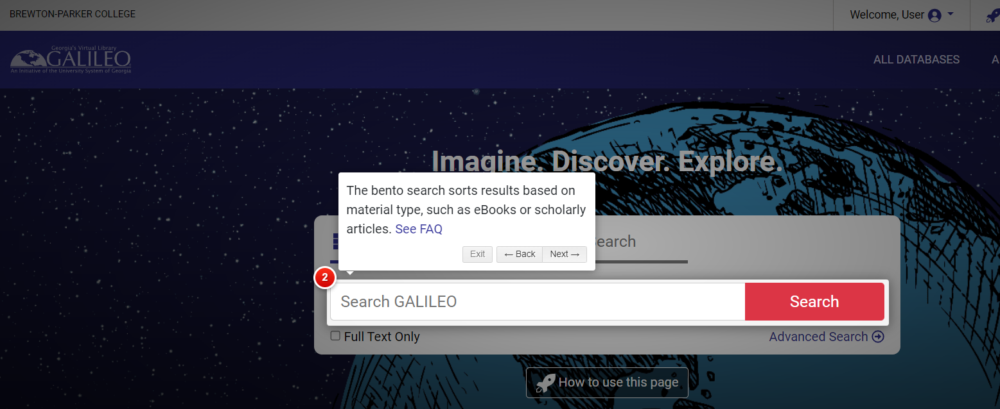 BREWTON-PARKER COLLEGE
Welcome, User
Georgia's Virtual Library
GALILEO
An Initiative of the University System of Georgia
ALL DATABASES
A
Imagine. Discover. Explore.
The bento search sorts results based on
material type, such as eBooks or scholarly
articles. See FAQ
Exit
← Back
Next →
earch
2
Search GALILEO
Search
Full Text Only
Advanced Search
How to use this page